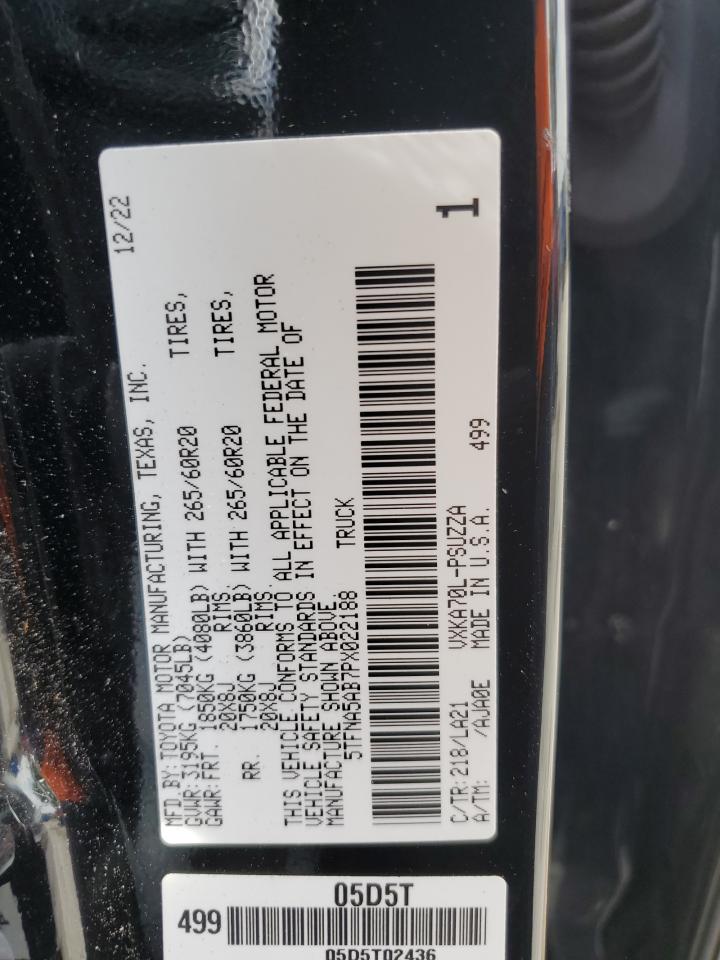 12/22
MFD.BY:TOYOTA MOTOR MANUFACTURING, TEXAS, INC.
GVWR:3195KG (7045LB)
GAWR:FRT. 1850KG (4080LB) WITH 265/60R20 TIRES,
20X8J RIMS.
RR. 1750KG (3860LB) WITH 265/60R20 TIRES,
20X8J RIMS.
THIS VEHICLE CONFORMS TO ALL APPLICABLE FEDERAL MOTOR
VEHICLE SAFETY STANDARDS IN EFFECT ON THE DATE OF
MANUFACTURE SHOWN ABOVE.
5TFNA5AB7PX022188 TRUCK
C/TR:218/LA21 VXKA70L-PSUZZA
A/TM: /AJA0E MADE IN U.S.A. 499
1
05D5T
499
05D5T02436